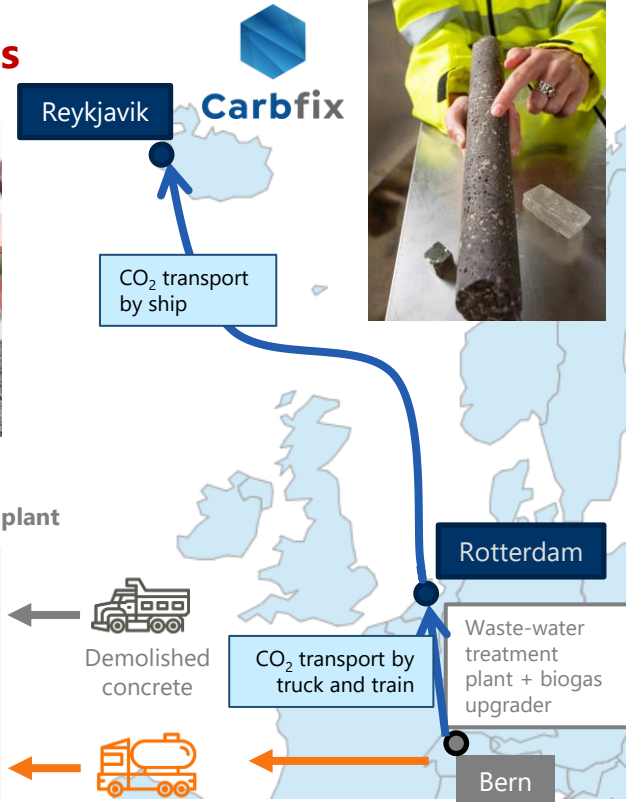 s
Carbfix
Reykjavik
CO₂ transport
by ship
plant
Rotterdam
Demolished
concrete
CO₂ transport by
truck and train
Waste-water
treatment
plant + biogas
upgrader
Bern